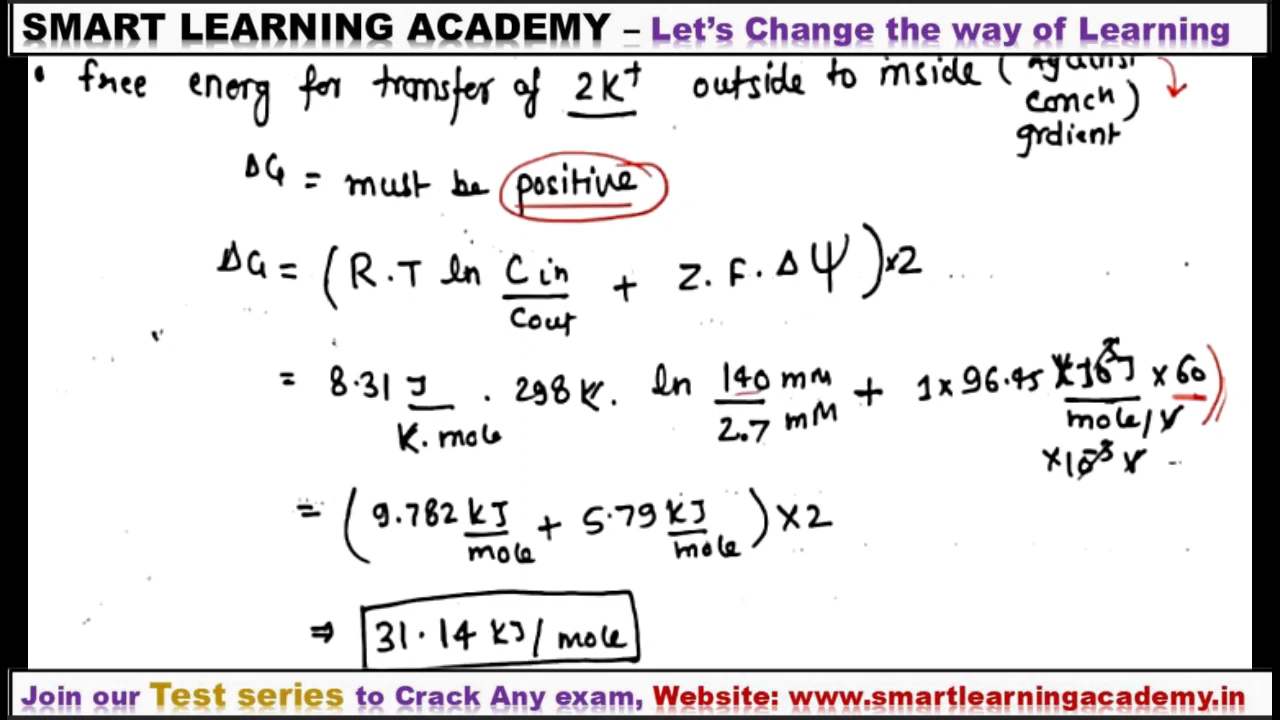 SMART LEARNING ACADEMY – Let's Change the way of Learning
• free energ for transfer of 2K⁺ outside to inside (against
concn)
grdient
ΔG = must be positive
ΔG = (R.T ln C in / Cout + Z. F. Δ Ψ) ×2
= 8.31 J / K. mole . 298 K. ln 140 mM / 2.7 mM + 1 × 96.45 × 10³ J / mole/V × 60)
×10⁻³ V
= (9.782 KJ / mole + 5.79 KJ / mole) × 2
⇒ 31.14 KJ / mole
Join our Test series to Crack Any exam, Website: www.smartlearningacademy.in